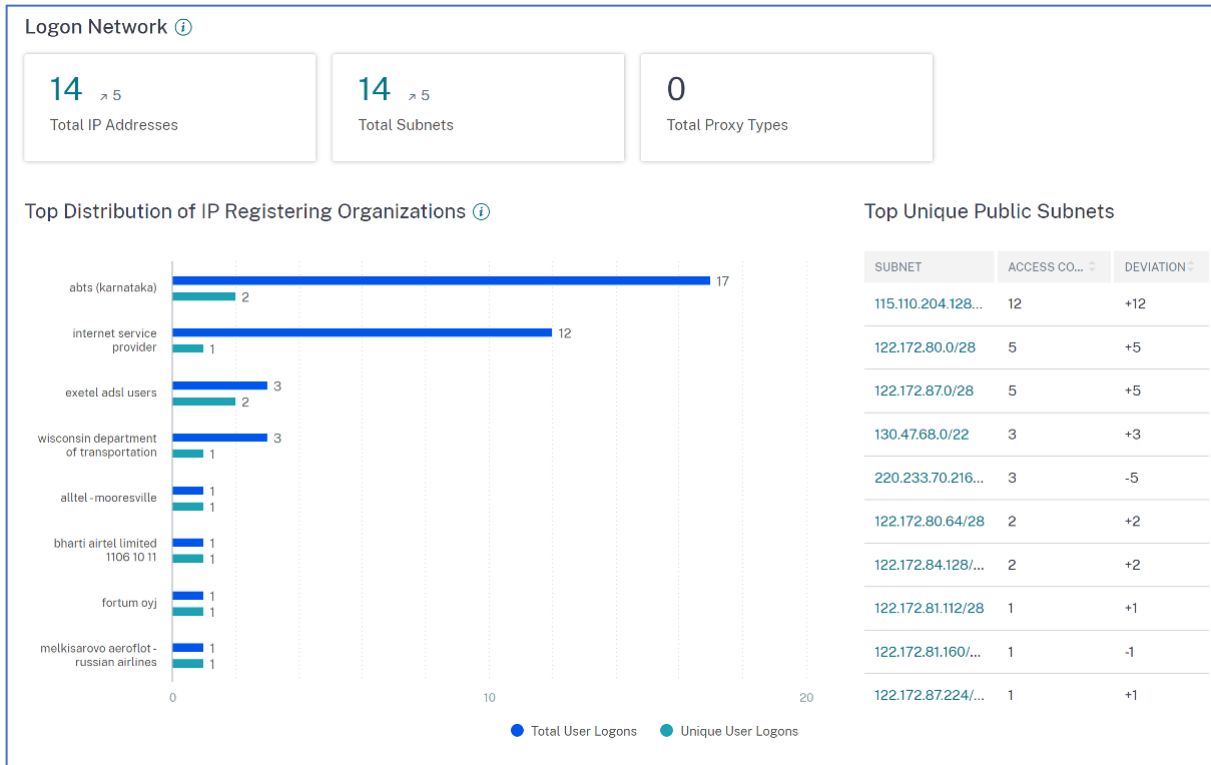 Logon Network
14 ↗ 5
Total IP Addresses
14 ↗ 5
Total Subnets
0
Total Proxy Types
Top Distribution of IP Registering Organizations
abts (karnataka)
17
2
internet service
provider
12
1
exetel adsl users
3
2
wisconsin department
of transportation
3
1
alltel - mooresville
1
1
bharti airtel limited
1106 10 11
1
1
fortum oyj
1
1
melkisarovo aeroflot -
russian airlines
1
1
0 10 20
Total User Logons Unique User Logons
Top Unique Public Subnets
SUBNET ACCESS CO... DEVIATION
115.110.204.128... 12 +12
122.172.80.0/28 5 +5
122.172.87.0/28 5 +5
130.47.68.0/22 3 +3
220.233.70.216... 3 -5
122.172.80.64/28 2 +2
122.172.84.128/... 2 +2
122.172.81.112/28 1 +1
122.172.81.160/... 1 -1
122.172.87.224/... 1 +1